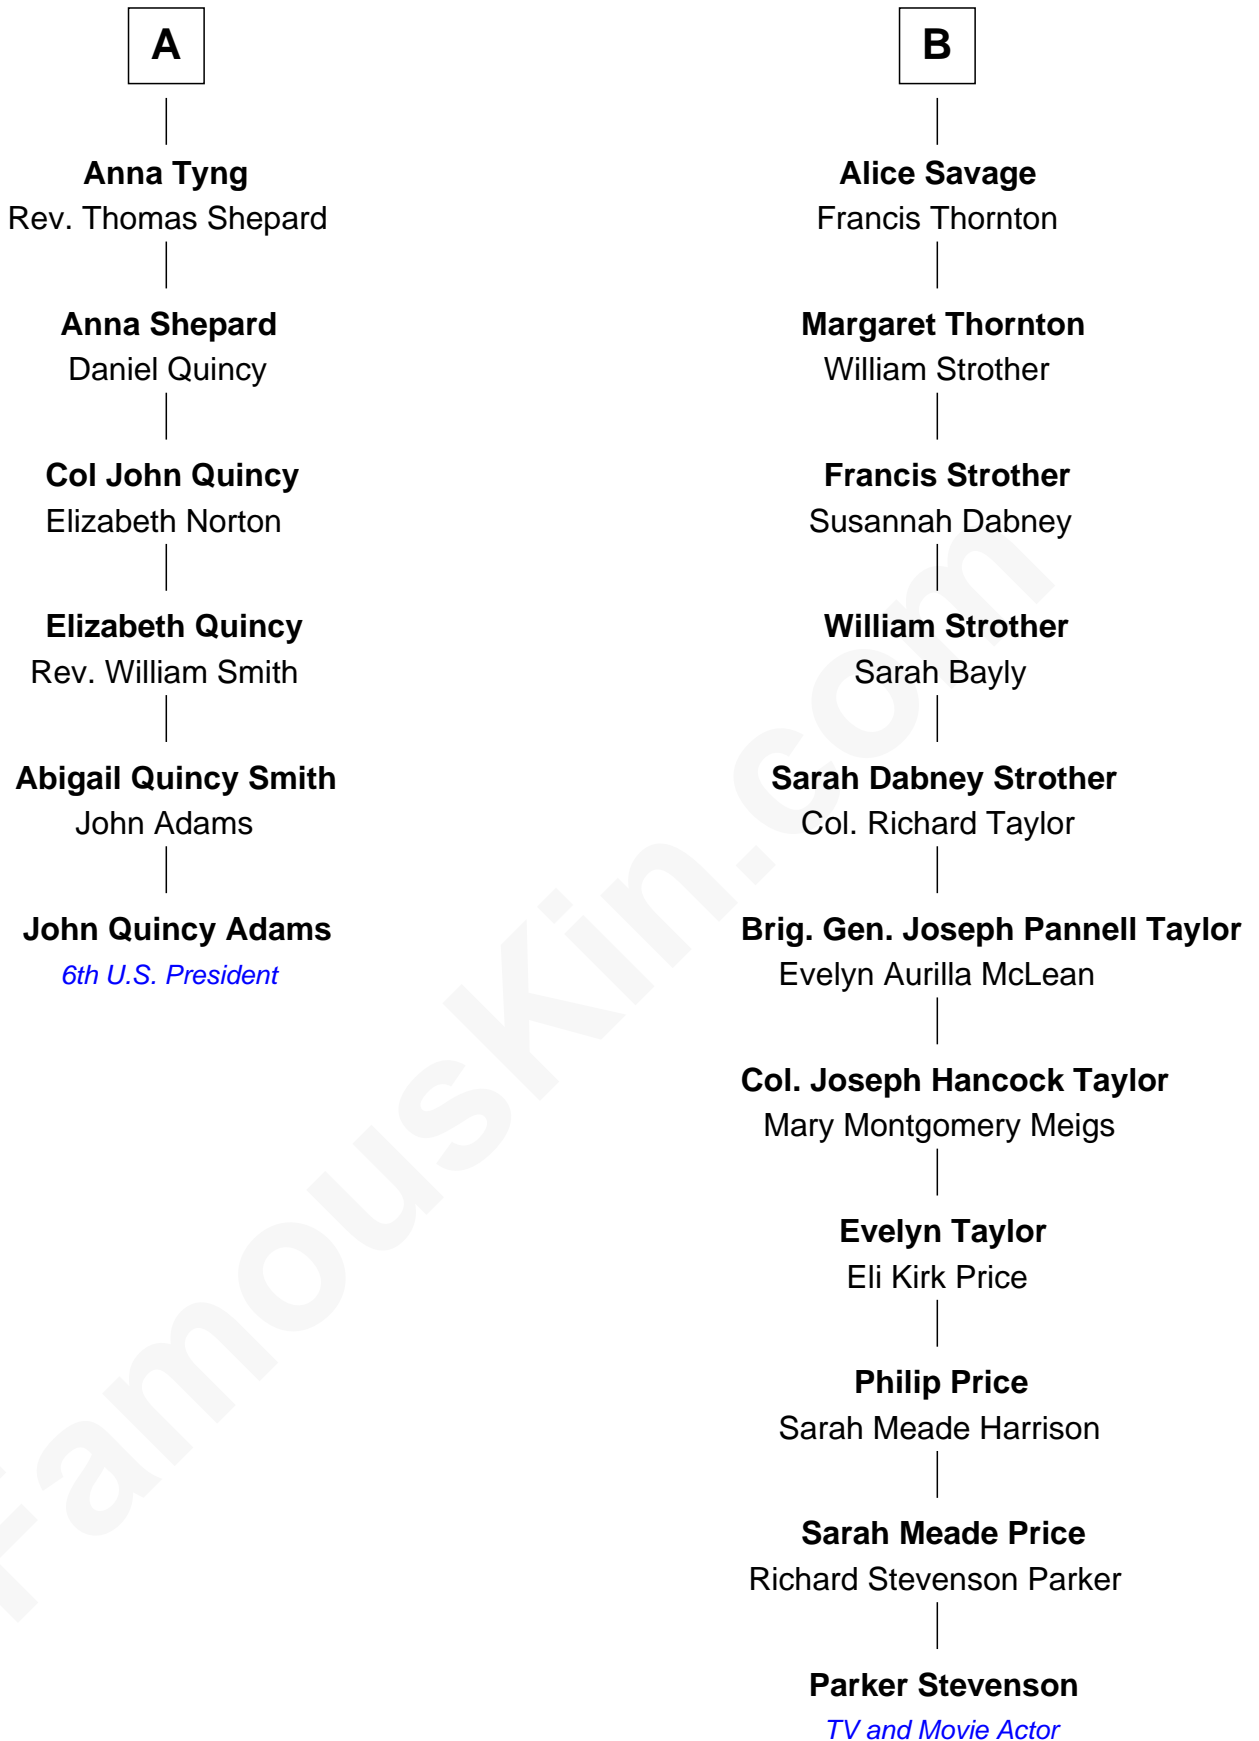 A
Anna Tyng
Rev. Thomas Shepard
Anna Shepard
Daniel Quincy
Col John Quincy
Elizabeth Norton
Elizabeth Quincy
Rev. William Smith
Abigail Quincy Smith
John Adams
John Quincy Adams
6th U.S. President
B
Alice Savage
Francis Thornton
Margaret Thornton
William Strother
Francis Strother
Susannah Dabney
William Strother
Sarah Bayly
Sarah Dabney Strother
Col. Richard Taylor
Brig. Gen. Joseph Pannell Taylor
Evelyn Aurilla McLean
Col. Joseph Hancock Taylor
Mary Montgomery Meigs
Evelyn Taylor
Eli Kirk Price
Philip Price
Sarah Meade Harrison
Sarah Meade Price
Richard Stevenson Parker
Parker Stevenson
TV and Movie Actor
FamousKin.com